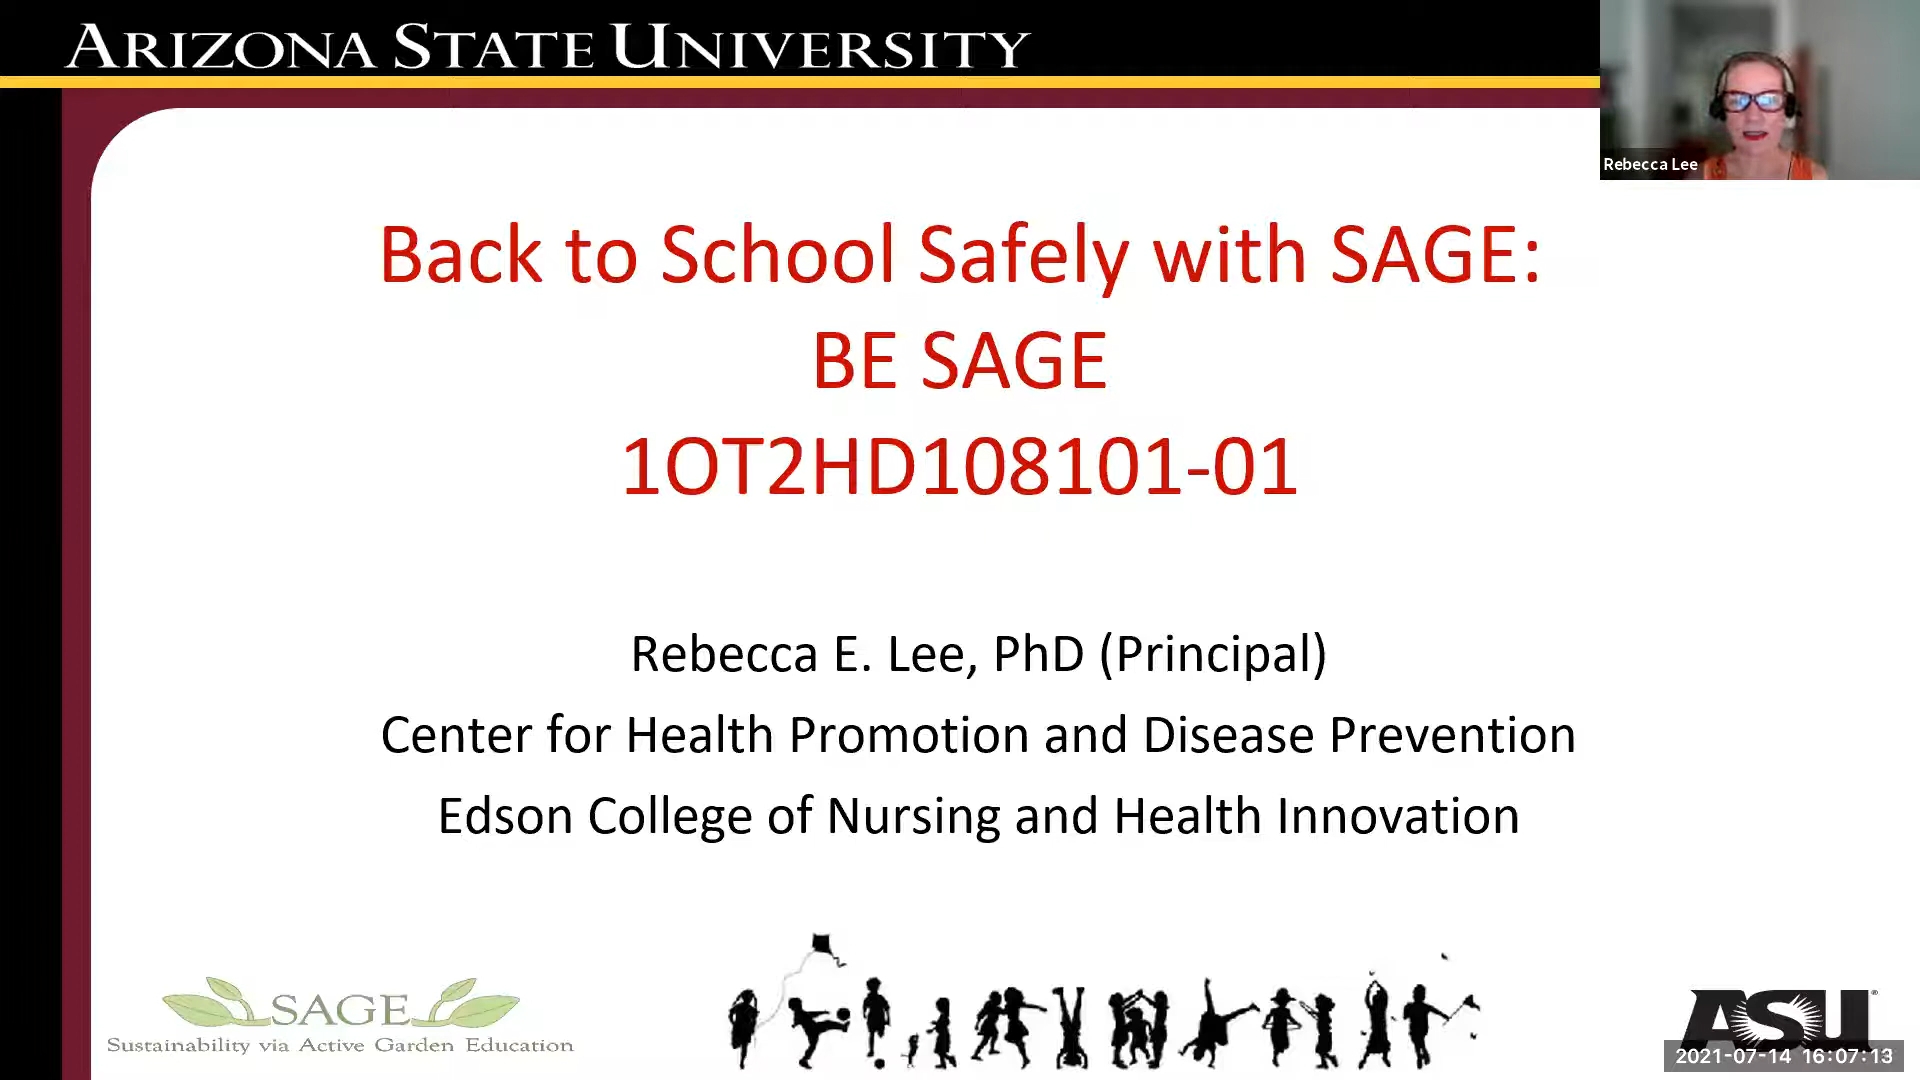 ARIZONA STATE UNIVERSITY
Rebecca Lee
Back to School Safely with SAGE:
BE SAGE
1OT2HD108101-01
Rebecca E. Lee, PhD (Principal)
Center for Health Promotion and Disease Prevention
Edson College of Nursing and Health Innovation
SAGE
Sustainability via Active Garden Education
ASU
2021-07-14 16:07:13